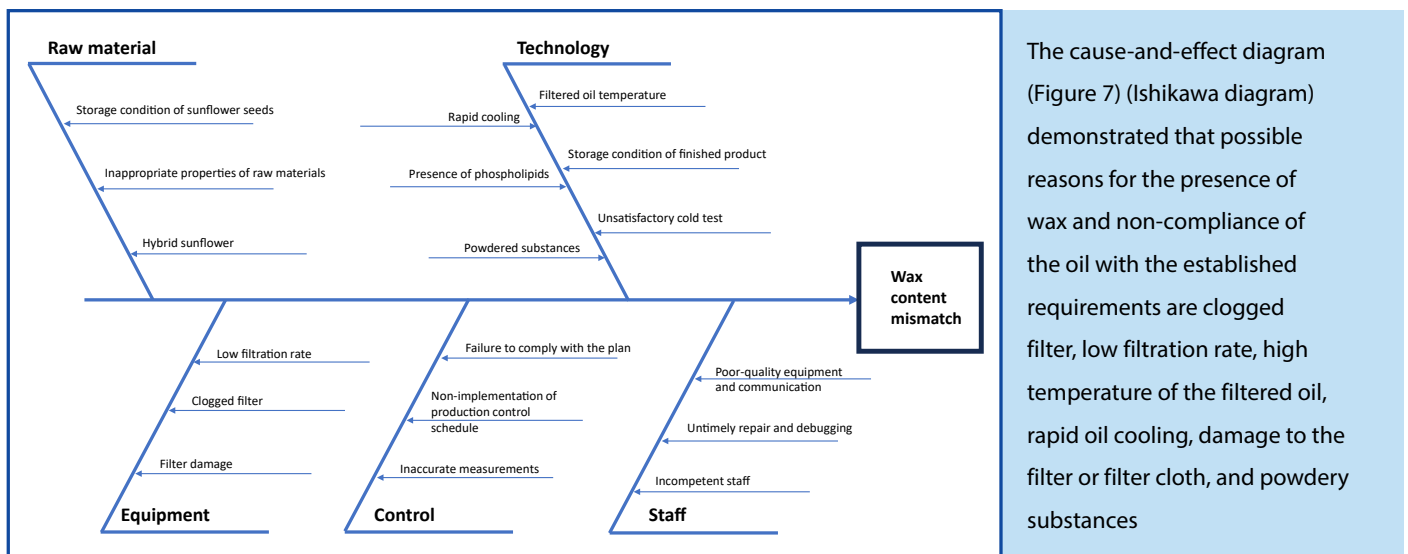 Raw material
Storage condition of sunflower seeds
Inappropriate properties of raw materials
Hybrid sunflower
Technology
Filtered oil temperature
Rapid cooling
Storage condition of finished product
Presence of phospholipids
Unsatisfactory cold test
Powdered substances
Wax
content
mismatch
Low filtration rate
Clogged filter
Filter damage
Equipment
Failure to comply with the plan
Non-implementation of
production control
schedule
Inaccurate measurements
Control
Poor-quality equipment
and communication
Untimely repair and debugging
Incompetent staff
Staff
The cause-and-effect diagram
(Figure 7) (Ishikawa diagram)
demonstrated that possible
reasons for the presence of
wax and non-compliance of
the oil with the established
requirements are clogged
filter, low filtration rate, high
temperature of the filtered oil,
rapid oil cooling, damage to the
filter or filter cloth, and powdery
substances